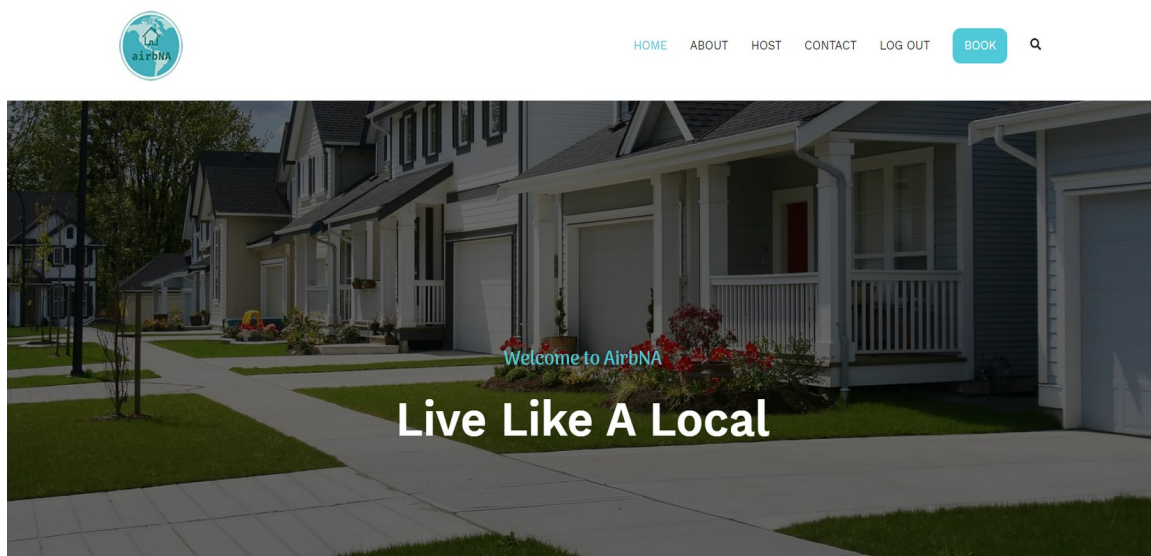 airbNA
HOME ABOUT HOST CONTACT LOG OUT BOOK
Welcome to AirbNA
Live Like A Local